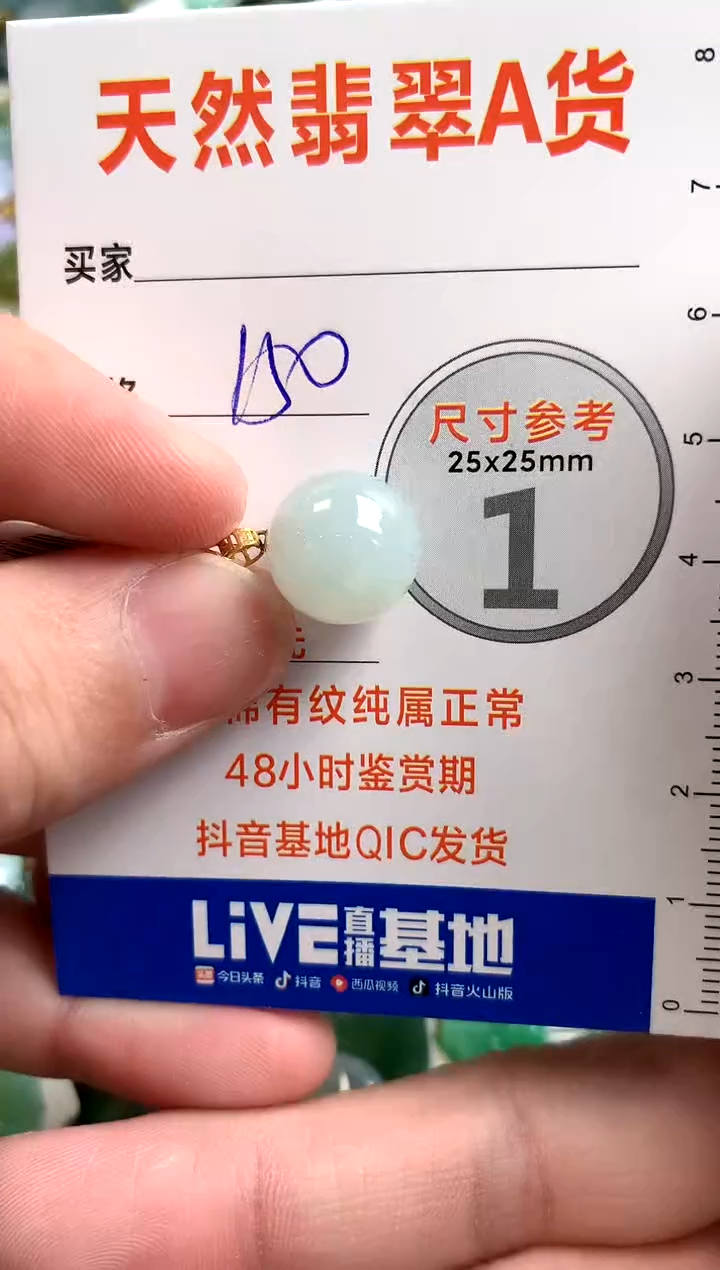 天然翡翠A货
买家
150
尺寸参考
25x25mm
1
元
有纹纯属正常
48小时鉴赏期
抖音基地QIC发货
LiVE直播基地
今日头条 抖音 西瓜视频 抖音火山版
8
7
6
5
4
3
2
1
0